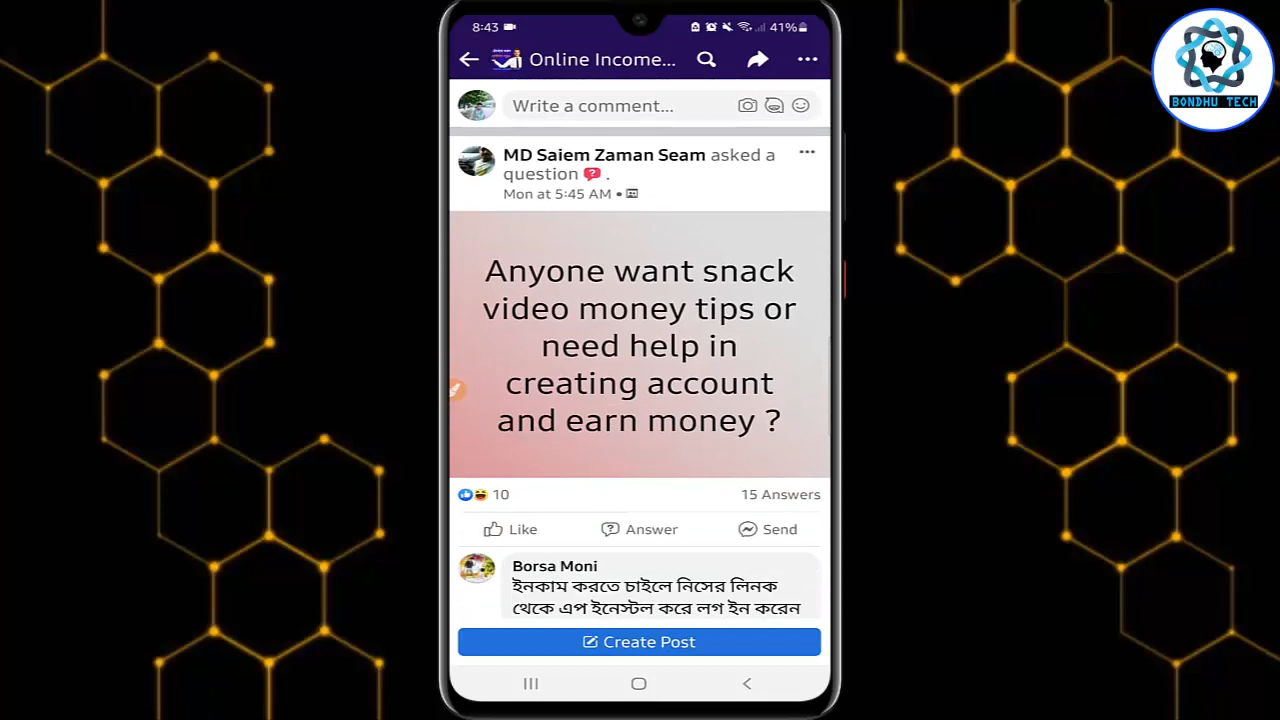 8:43
41%
Online Income...
BONDHU TECH
Write a comment...
MD Saiem Zaman Seam asked a
question
Mon at 5:45 AM
Anyone want snack
video money tips or
need help in
creating account
and earn money ?
10
15 Answers
Like
Answer
Send
Borsa Moni
ইনকাম করতে চাইলে নিসের লিনক
থেকে এপ ইনেস্টল করে লগ ইন করেন
Create Post